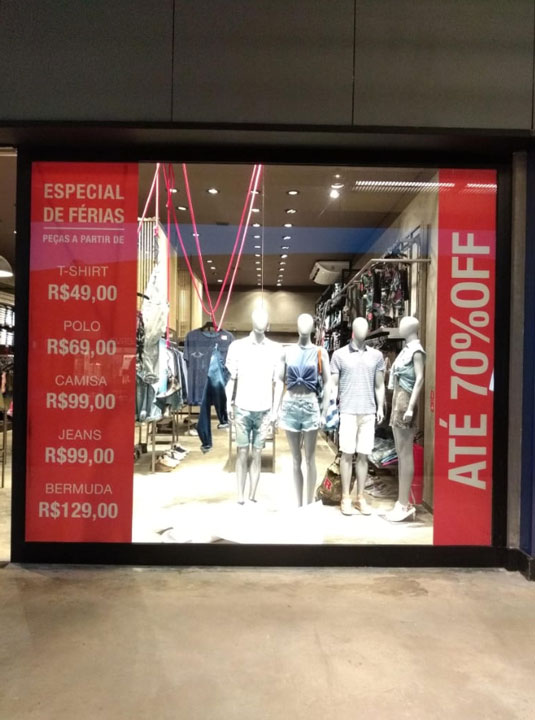 ESPECIAL
DE FÉRIAS
PEÇAS A PARTIR DE
T-SHIRT
R$49,00
POLO
R$69,00
CAMISA
R$99,00
JEANS
R$99,00
BERMUDA
R$129,00
ATÉ 70%OFF